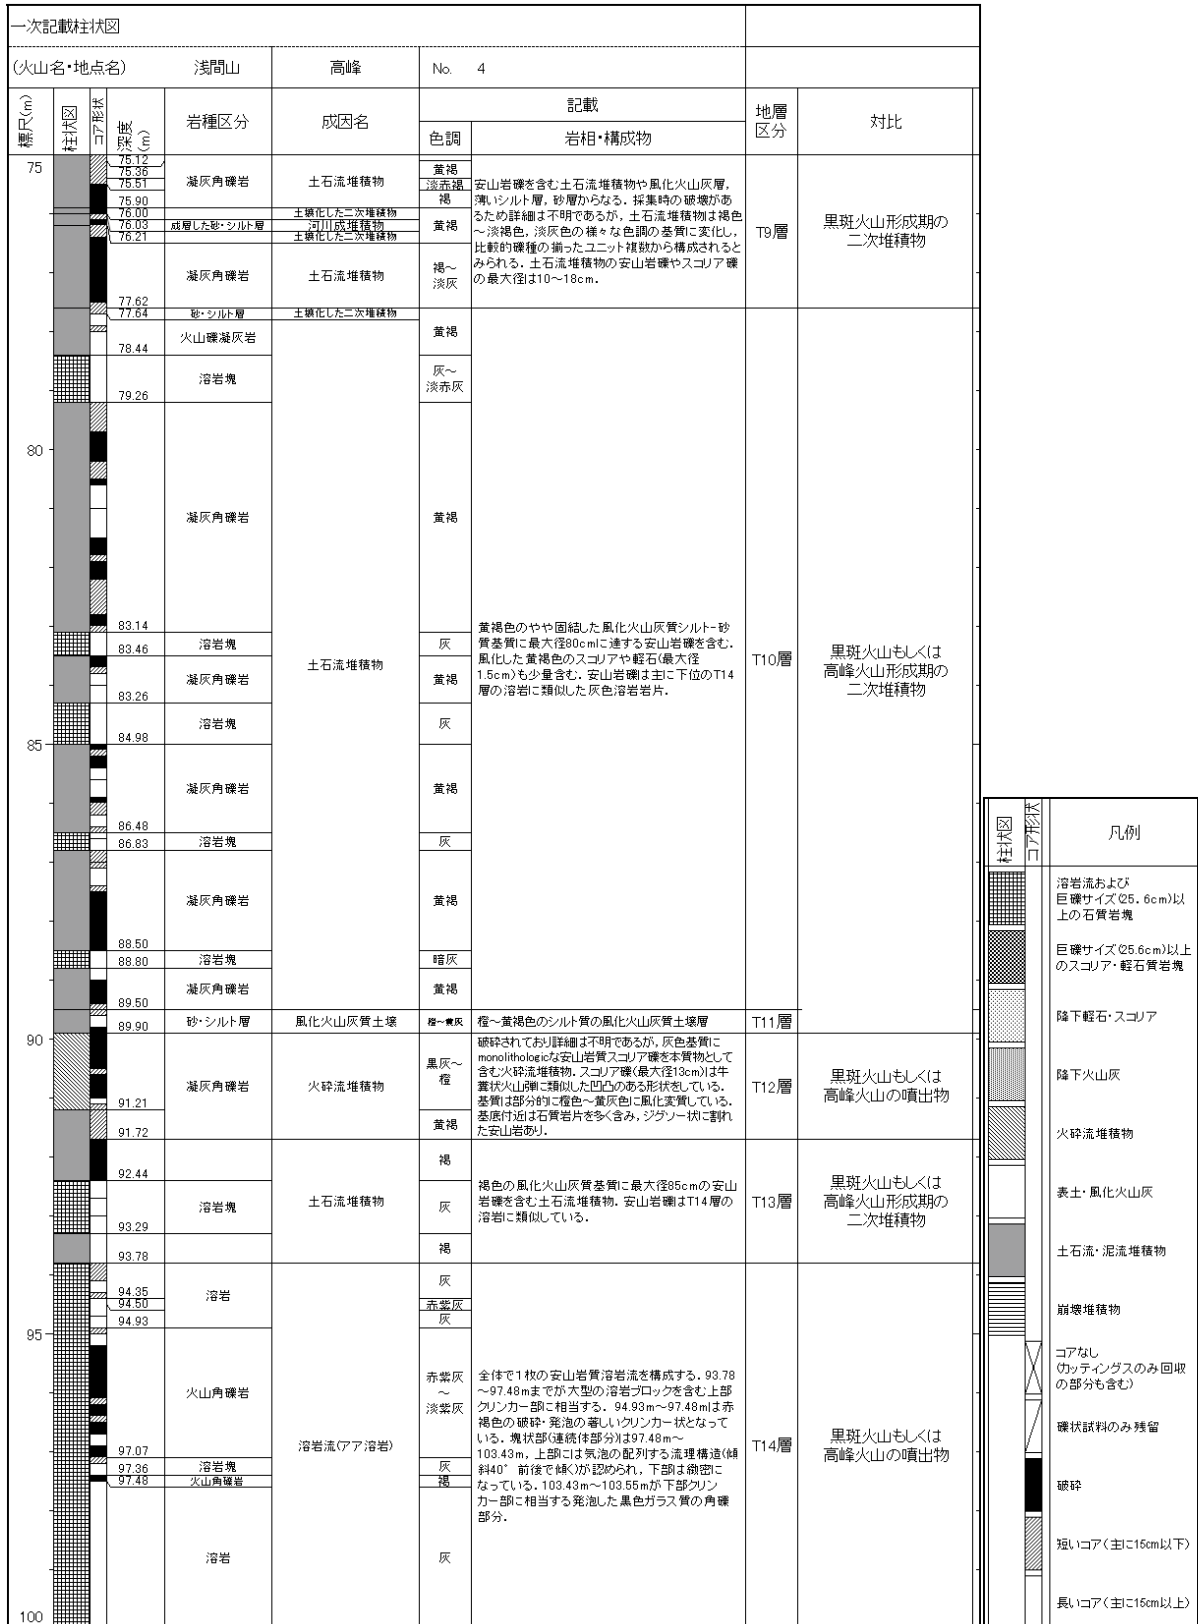 一次記載柱状図
(火山名・地点名) 浅間山 高峰 No. 4
標尺(m) 柱状図 コア形状 深度(m) 岩種区分 成因名 記載 地層区分 対比
色調 岩相・構成物
75
75.12
75.36
75.51
75.90
76.00
76.03
76.21
77.62
77.64
78.44
79.26
80
83.14
83.46
83.26
84.98
85
86.48
86.83
88.50
88.80
89.50
89.90
90
91.21
91.72
92.44
93.29
93.78
94.35
94.50
94.93
95
97.07
97.36
97.48
100
凝灰角礫岩
成層した砂・シルト層
凝灰角礫岩
砂・シルト層
火山礫凝灰岩
溶岩塊
凝灰角礫岩
溶岩塊
凝灰角礫岩
溶岩塊
凝灰角礫岩
溶岩塊
凝灰角礫岩
溶岩塊
凝灰角礫岩
砂・シルト層
凝灰角礫岩
溶岩塊
溶岩
火山角礫岩
溶岩塊
火山角礫岩
溶岩
土石流堆積物
土壌化した二次堆積物
河川成堆積物
土壌化した二次堆積物
土石流堆積物
土壌化した二次堆積物
土石流堆積物
風化火山灰質土壌
火砕流堆積物
土石流堆積物
溶岩流(アア溶岩)
黄褐
淡赤褐
褐
黄褐
褐～
淡灰
黄褐
灰～
淡赤灰
黄褐
灰
黄褐
灰
黄褐
灰
黄褐
暗灰
黄褐
橙～黄灰
黒灰～
橙
黄褐
褐
灰
褐
灰
赤紫灰
灰
赤紫灰
～
淡紫灰
灰
褐
灰
安山岩礫を含む土石流堆積物や風化火山灰層，
薄いシルト層，砂層からなる．採集時の破壊があ
るため詳細は不明であるが，土石流堆積物は褐色
～淡褐色，淡灰色の様々な色調の基質に変化し，
比較的礫種の揃ったユニット複数から構成されると
みられる．土石流堆積物の安山岩礫やスコリア礫
の最大径は10～18cm．
T9層
黒斑火山形成期の
二次堆積物
黄褐色のやや固結した風化火山灰質シルト-砂
質基質に最大径80cmに達する安山岩礫を含む．
風化した黄褐色のスコリアや軽石(最大径
1.5cm)も少量含む．安山岩礫は主に下位のT14
層の溶岩に類似した灰色溶岩岩片．
T10層
黒斑火山もしくは
高峰火山形成期の
二次堆積物
橙～黄褐色のシルト質の風化火山灰質土壌層
T11層
破砕されており詳細は不明であるが，灰色基質に
monolithologicな安山岩質スコリア礫を本質物として
含む火砕流堆積物．スコリア礫(最大径13cm)は牛
糞状火山弾に類似した凹凸のある形状をしている．
基質は部分的に橙色～黄灰色に風化変質している．
基底付近は石質岩片を多く含み，ジグソー状に割れ
た安山岩あり．
T12層
黒斑火山もしくは
高峰火山の噴出物
褐色の風化火山灰質基質に最大径85cmの安山
岩礫を含む土石流堆積物．安山岩礫はT14層の
溶岩に類似している．
T13層
黒斑火山もしくは
高峰火山形成期の
二次堆積物
全体で1枚の安山岩質溶岩流を構成する．93.78
～97.48mまでが大型の溶岩ブロックを含む上部
クリンカー部に相当する．94.93m～97.48mは赤
褐色の破砕・発泡の著しいクリンカー状となって
いる．塊状部(連続体部分)は97.48m～
103.43m，上部には気泡の配列する流理構造(傾
斜40°前後で傾く)が認められ，下部は緻密に
なっている．103.43m～103.55mが下部クリン
カー部に相当する発泡した黒色ガラス質の角礫
部分．
T14層
黒斑火山もしくは
高峰火山の噴出物
柱状図 コア形状 凡例
溶岩流および
巨礫サイズ(25.6cm)以
上の石質岩塊
巨礫サイズ(25.6cm)以上
のスコリア・軽石質岩塊
降下軽石・スコリア
降下火山灰
火砕流堆積物
表土・風化火山灰
土石流・泥流堆積物
崩壊堆積物
コアなし
(カッティングスのみ回収
の部分も含む)
礫状試料のみ残留
破砕
短いコア(主に15cm以下)
長いコア(主に15cm以上)